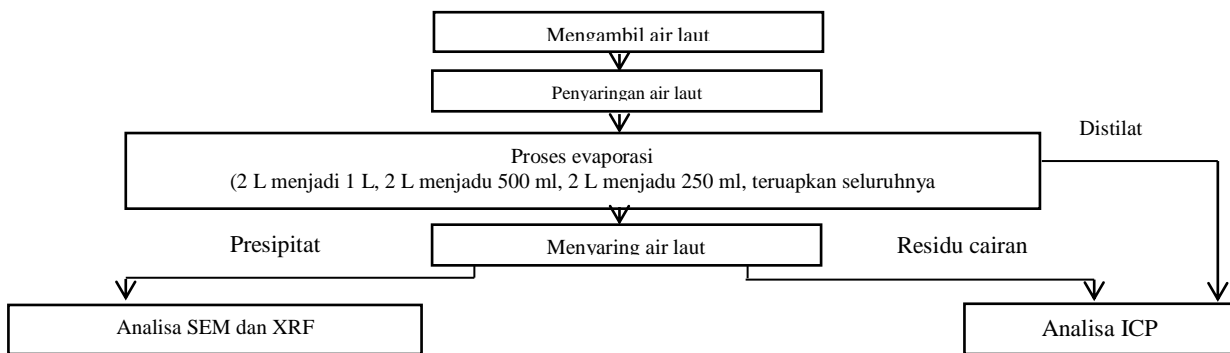 Mengambil air laut
Penyaringan air laut
Distilat
Proses evaporasi
(2 L menjadi 1 L, 2 L menjadu 500 ml, 2 L menjadu 250 ml, teruapkan seluruhnya
Presipitat
Menyaring air laut
Residu cairan
Analisa SEM dan XRF
Analisa ICP